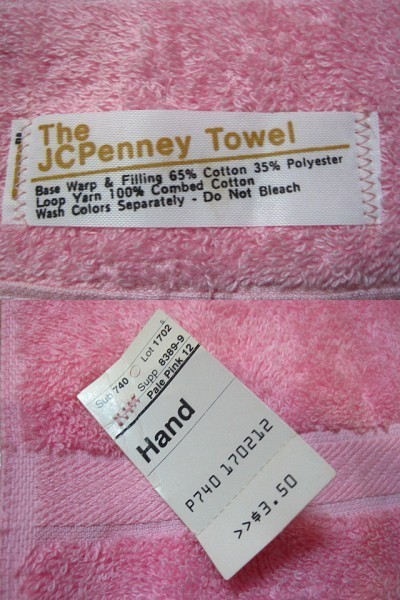 The
JCPenney Towel
Base Warp & Filling 65% Cotton 35% Polyester
Loop Yarn 100% Combed Cotton
Wash Colors Separately - Do Not Bleach
Sub 740 Lot 1702
Supp 8389-9
Pale Pink 12
Hand
P740 170212
>>$3.50